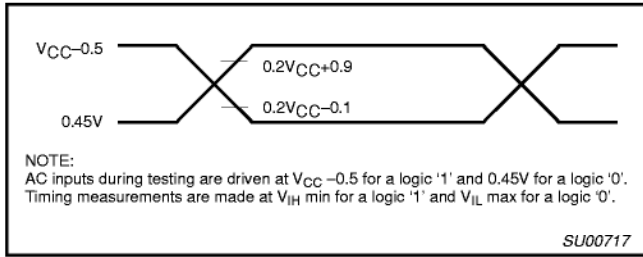 VCC–0.5
0.2VCC+0.9
0.2VCC–0.1
0.45V
NOTE:
AC inputs during testing are driven at VCC –0.5 for a logic ‘1’ and 0.45V for a logic ‘0’.
Timing measurements are made at VIH min for a logic ‘1’ and VIL max for a logic ‘0’.
SU00717